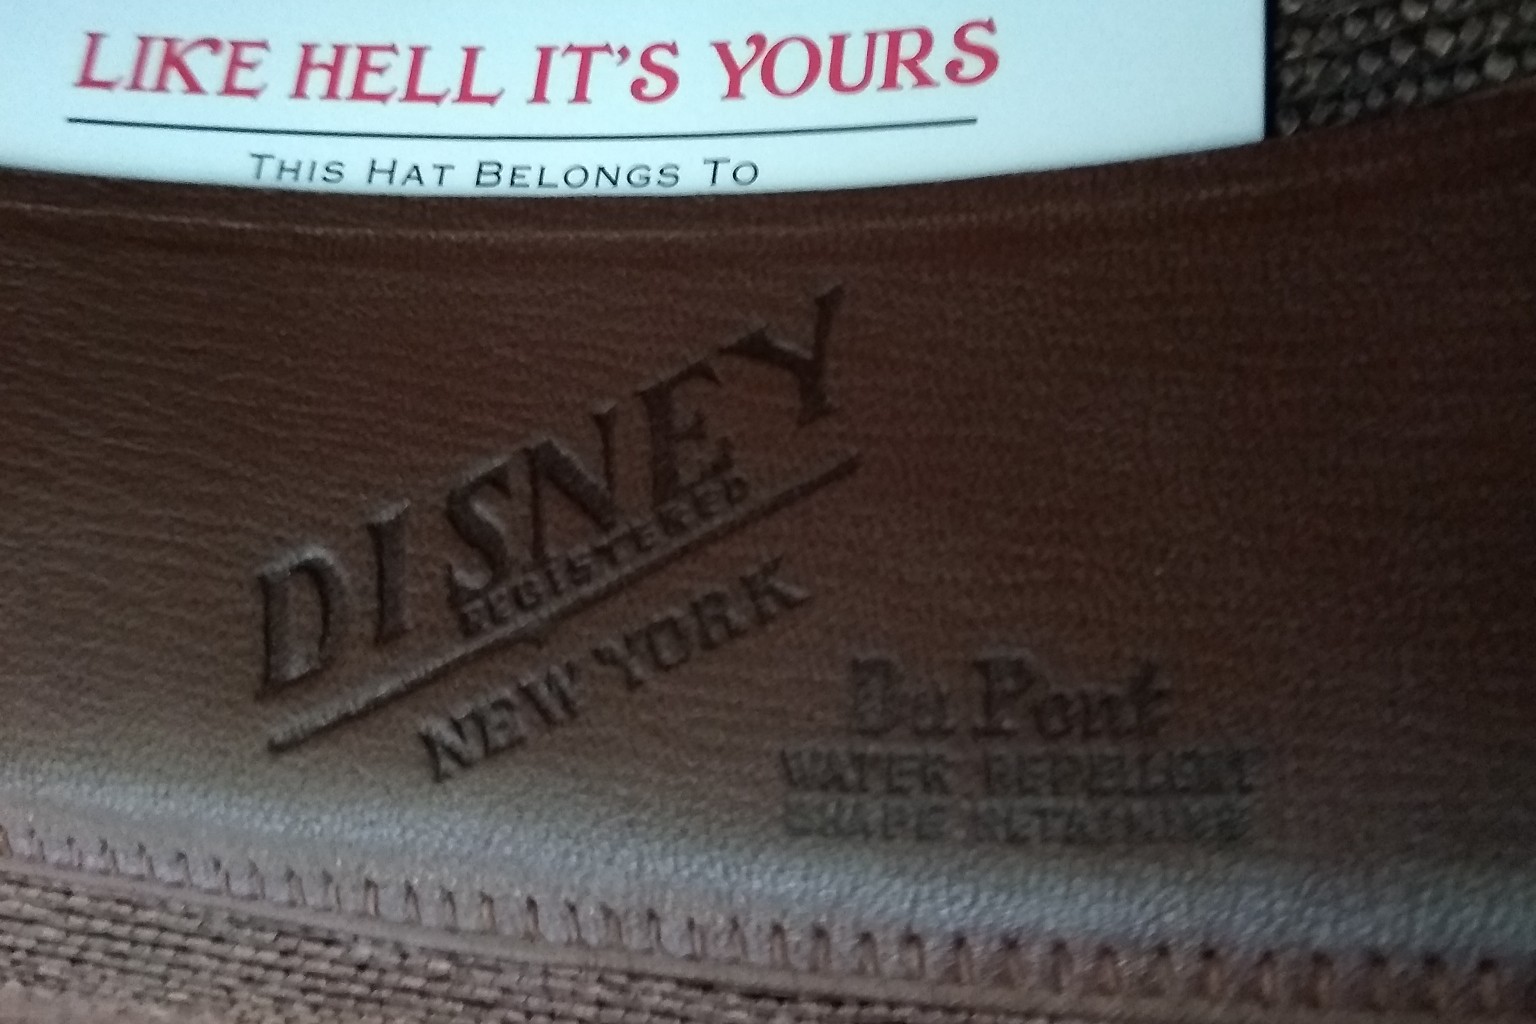 LIKE HELL IT'S YOURS
THIS HAT BELONGS TO
DISNEY
REGISTERED
NEW YORK
Du Pont
WATER REPELLENT
SHAPE RETAINING